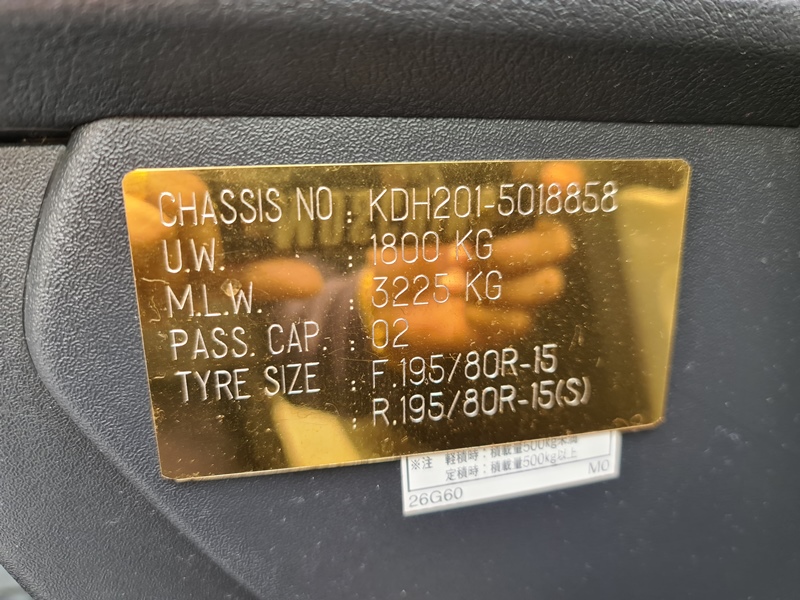 CHASSIS NO : KDH201-5018858
U.W. : 1800 KG
M.L.W. : 3225 KG
PASS. CAP. : 02
TYRE SIZE : F.195/80R-15
: R.195/80R-15(S)
※注 軽積時：積載量500kg未満
定積時：積載量500kg以上
26G60 M0